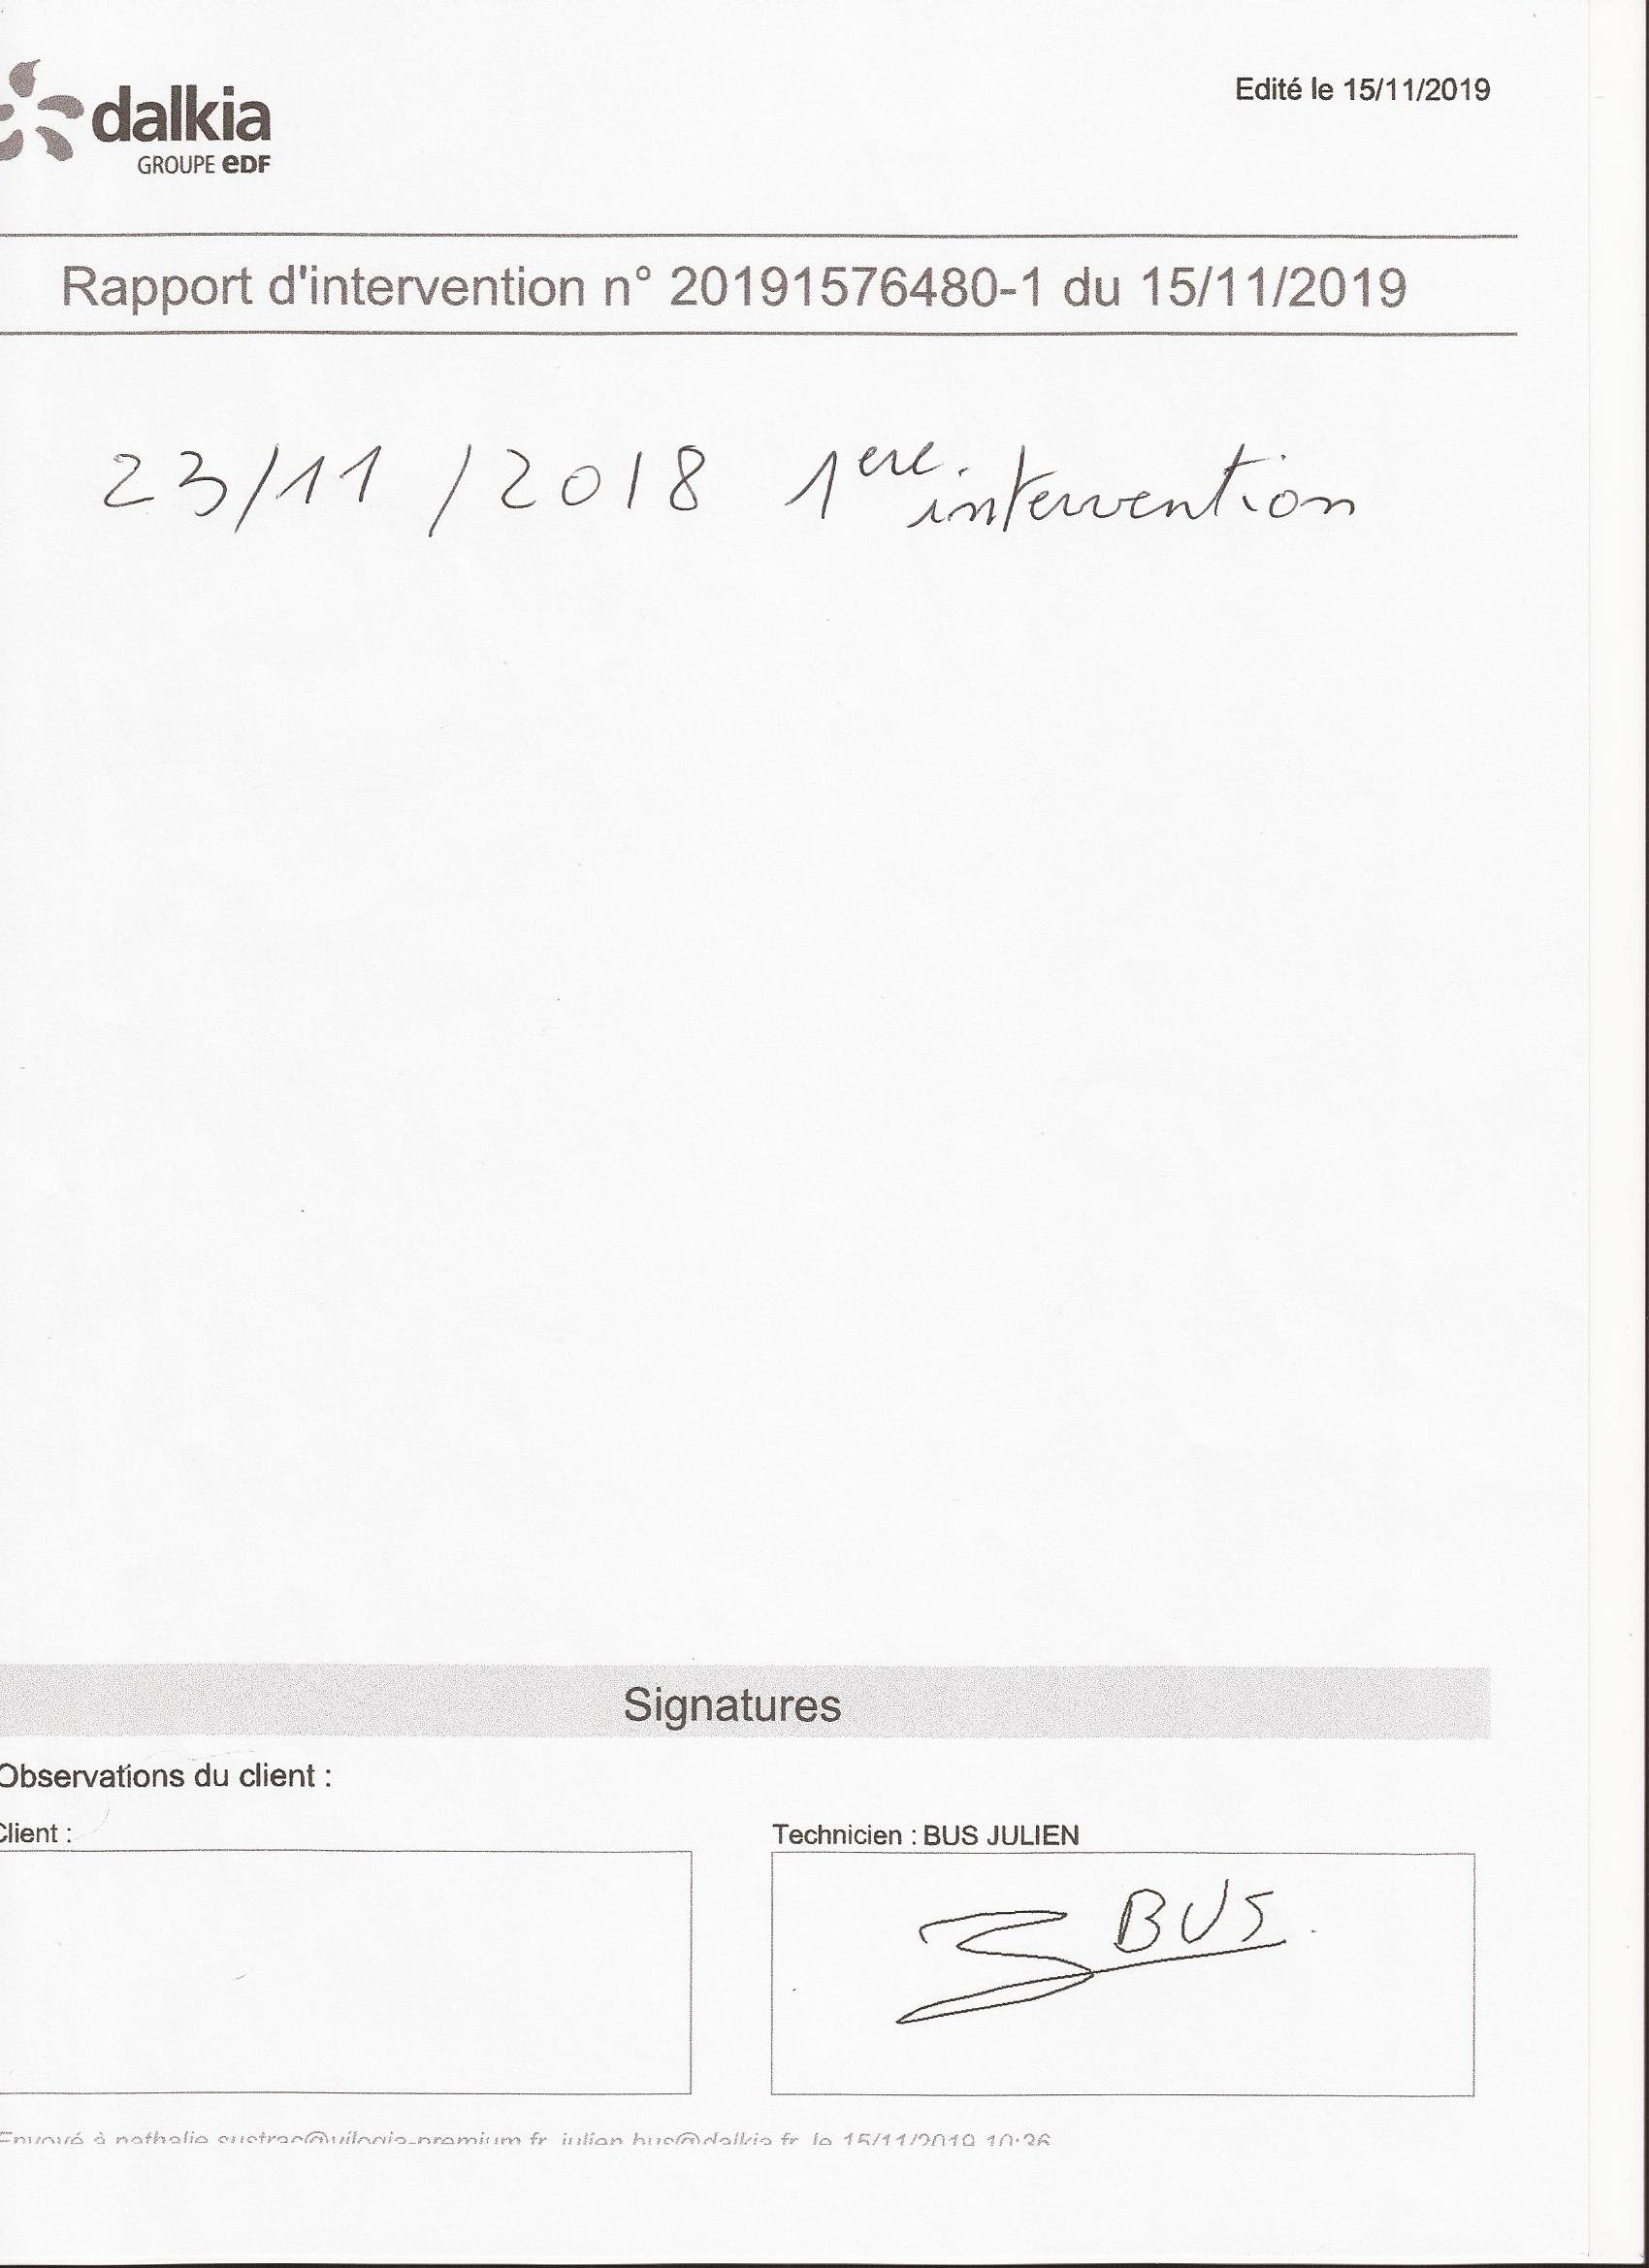 dalkia
GROUPE eDF
Edité le 15/11/2019
Rapport d'intervention n° 20191576480-1 du 15/11/2019
23/11/2018 1ere intervention
Signatures
Observations du client :
Client :
Technicien : BUS JULIEN
BUS
Envoyé à nathalie.sustrac@vilogia-premium.fr, julien.bus@dalkia.fr, le 15/11/2019 10:36